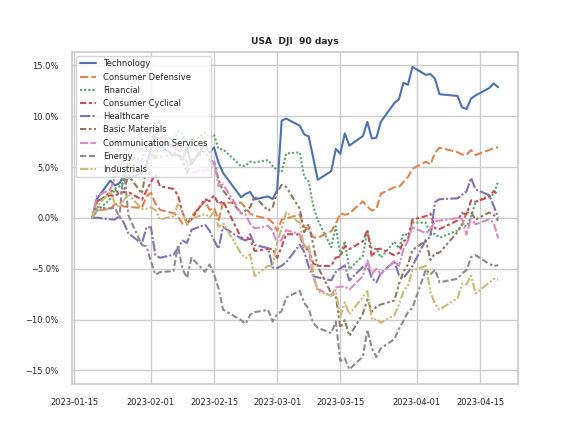 USA  DJI  90 days
Technology
Consumer Defensive
Financial
Consumer Cyclical
Healthcare
Basic Materials
Communication Services
Energy
Industrials
15.0%
10.0%
5.0%
0.0%
−5.0%
−10.0%
−15.0%
2023-01-15
2023-02-01
2023-02-15
2023-03-01
2023-03-15
2023-04-01
2023-04-15